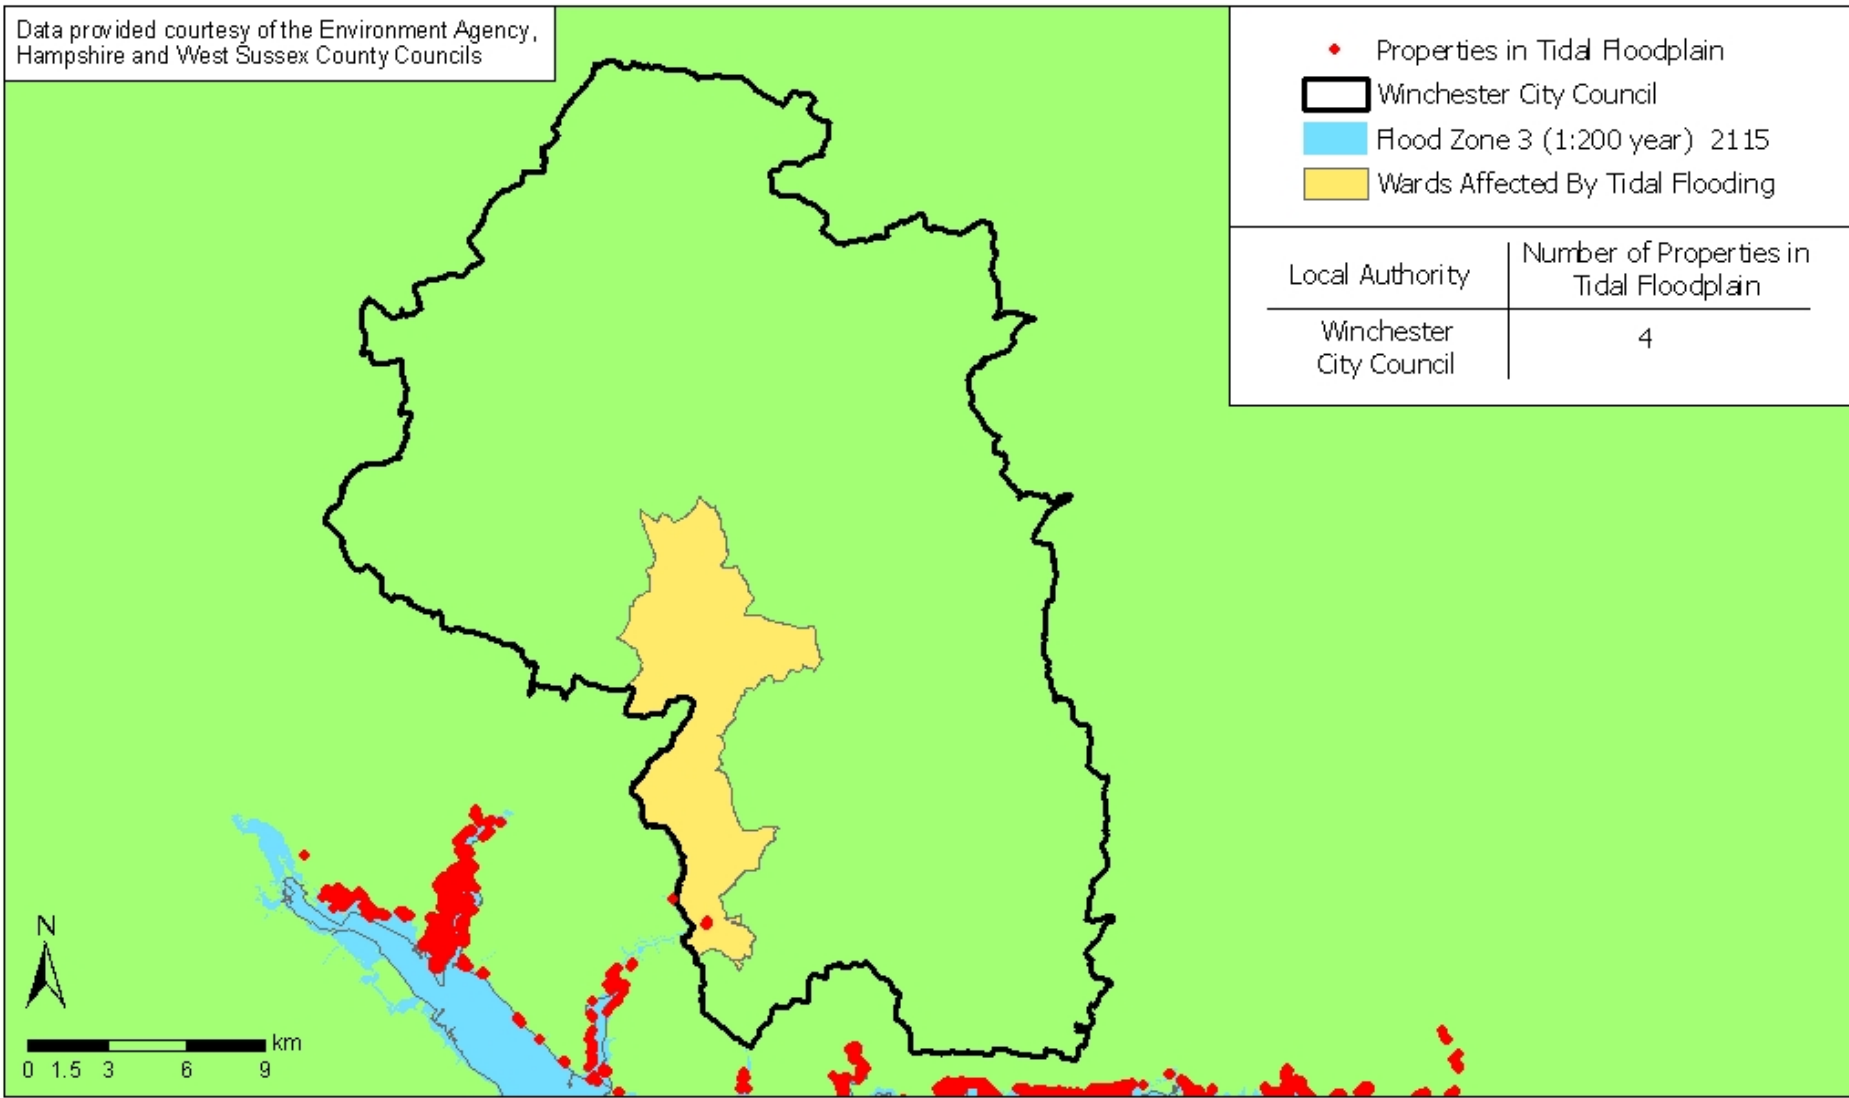 Data provided courtesy of the Environment Agency,
Hampshire and West Sussex County Councils
Properties in Tidal Floodplain
Winchester City Council
Flood Zone 3 (1:200 year) 2115
Wards Affected By Tidal Flooding
Local Authority
Number of Properties in
Tidal Floodplain
Winchester
City Council
4
N
km
0 1.5 3 6 9